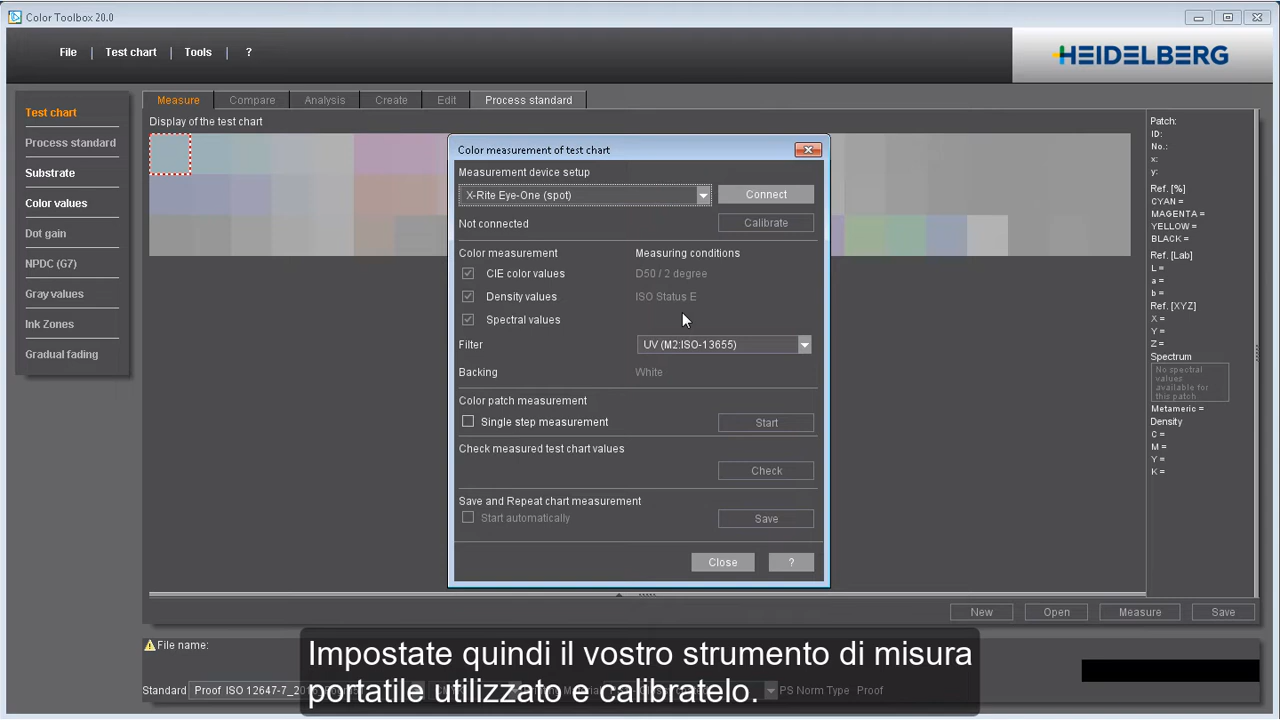 Color Toolbox 20.0
File | Test chart | Tools | ?
HEIDELBERG
Test chart
Process standard
Substrate
Color values
Dot gain
NPDC (G7)
Gray values
Ink Zones
Gradual fading
Measure
Compare
Analysis
Create
Edit
Process standard
Display of the test chart
Color measurement of test chart
Measurement device setup
X-Rite Eye-One (spot)
Connect
Not connected
Calibrate
Color measurement
Measuring conditions
CIE color values
D50 / 2 degree
Density values
ISO Status E
Spectral values
Filter
UV (M2:ISO-13655)
Backing
White
Color patch measurement
Single step measurement
Start
Check measured test chart values
Check
Save and Repeat chart measurement
Start automatically
Save
Close
?
Patch:
ID:
No.:
x:
y:
Ref. [%]
CYAN =
MAGENTA =
YELLOW =
BLACK =
Ref. [Lab]
L =
a =
b =
Ref. [XYZ]
X =
Y =
Z =
Spectrum
No spectral
values
available for
this patch
Metameric =
Density
C =
M =
Y =
K =
New
Open
Measure
Save
File name:
Standard
Proof ISO 12647-7_20
PS Norm Type
Proof
Impostate quindi il vostro strumento di misura
portatile utilizzato e calibratelo.